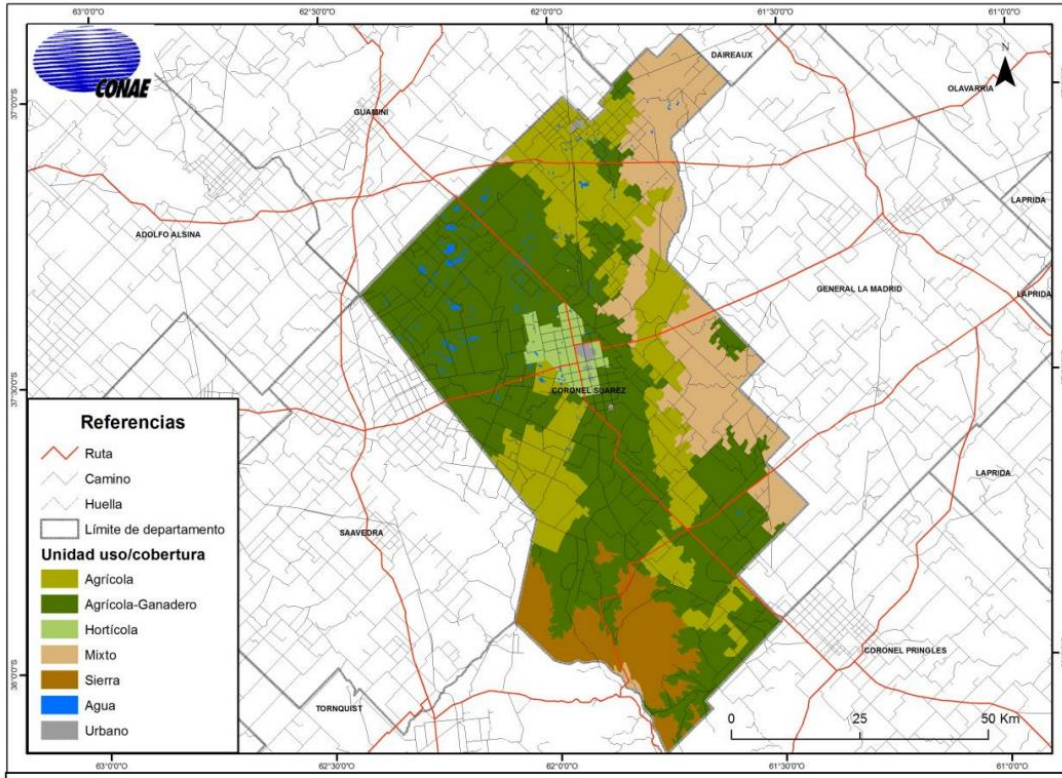 63°0'0"O
62°30'0"O
62°0'0"O
61°30'0"O
61°0'0"O
CONAE
DAIREAUX
N
OLAVARRIA
37°0'0"S
GUAMINI
LAPRIDA
ADOLFO ALSINA
GENERAL LA MADRID
LAPRIDA
LAPRIDA
37°30'0"S
CORONEL SUAREZ
Referencias
Ruta
Camino
Huella
Límite de departamento
LAPRIDA
Unidad uso/cobertura
SAAVEDRA
Agrícola
Agrícola-Ganadero
Hortícola
Mixto
CORONEL PRINGLES
Sierra
38°0'0"S
Agua
TORNQUIST
Urbano
0 25 50 Km
63°0'0"O
62°30'0"O
62°0'0"O
61°30'0"O
61°0'0"O